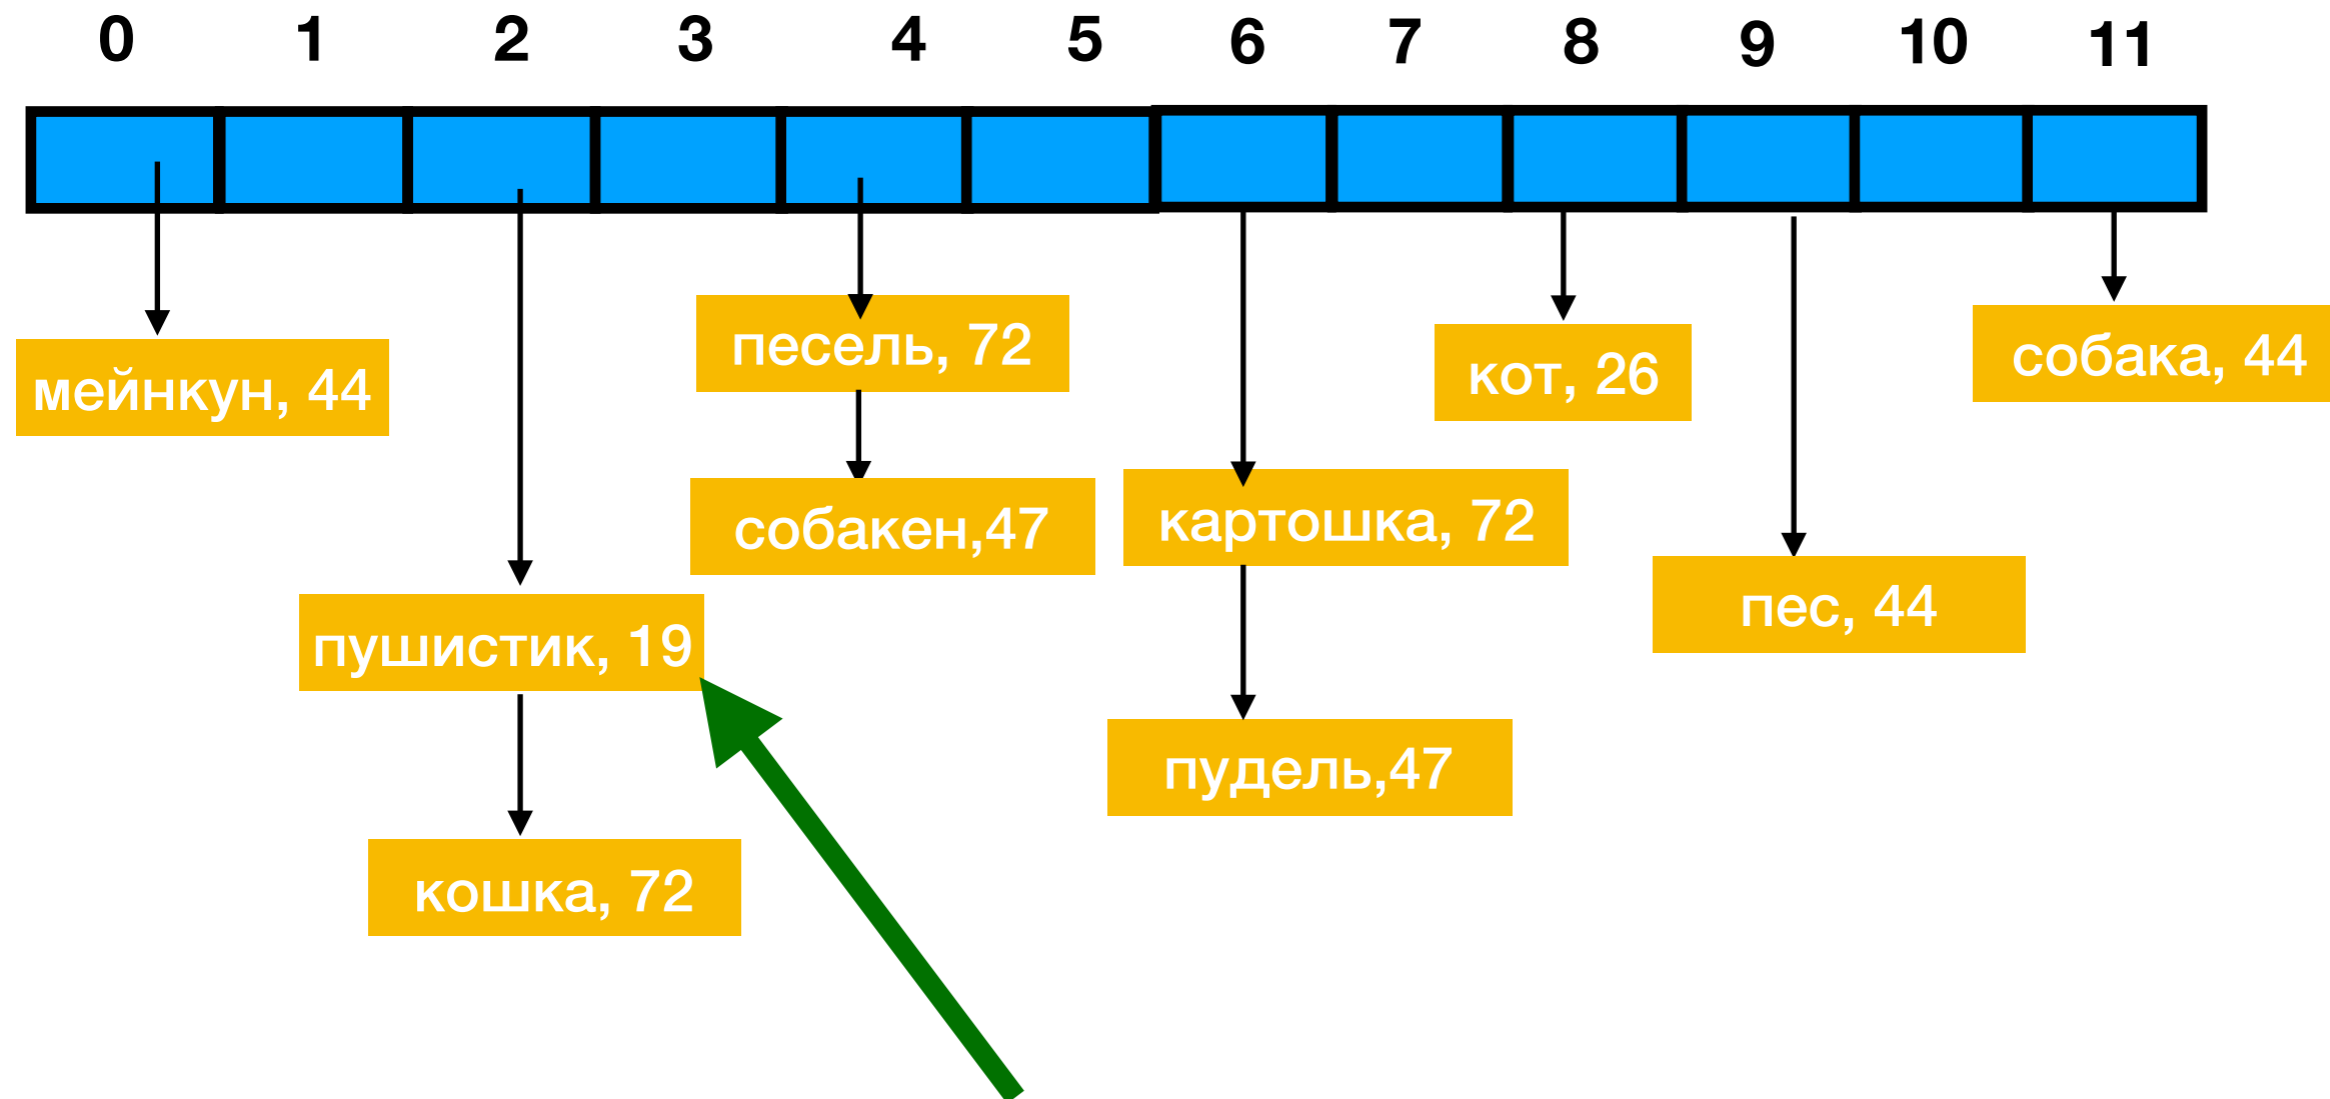 0 1 2 3 4 5 6 7 8 9 10 11
мейнкун, 44
песель, 72
кот, 26
собака, 44
собакен,47
картошка, 72
пес, 44
пушистик, 19
пудель,47
кошка, 72